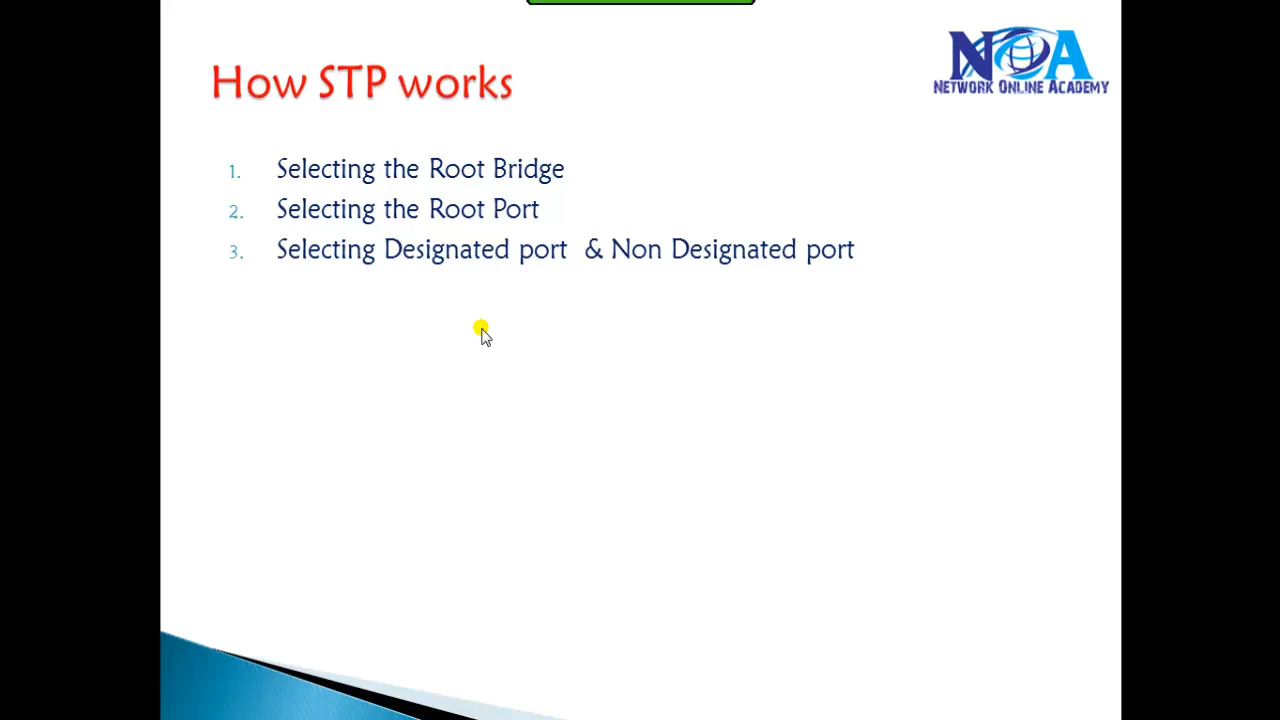 NOA
NETWORK ONLINE ACADEMY
How STP works
1. Selecting the Root Bridge
2. Selecting the Root Port
3. Selecting Designated port & Non Designated port